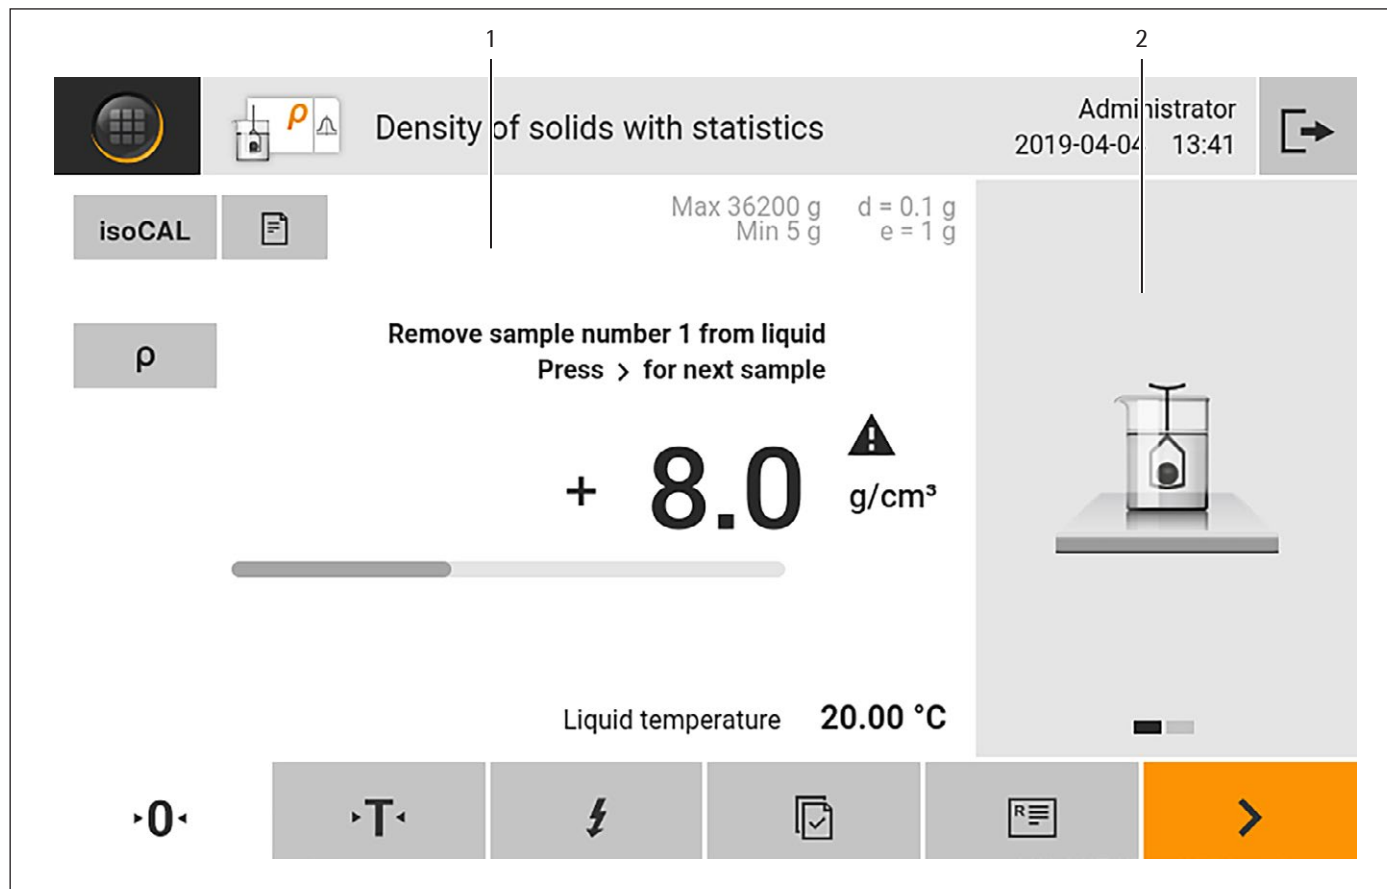 1
2
ρ
Density of solids with statistics
Administrator
2019-04-04 13:41
isoCAL
Max 36200 g d = 0.1 g
Min 5 g e = 1 g
ρ
Remove sample number 1 from liquid
Press > for next sample
+ 8.0 g/cm³
Liquid temperature 20.00 °C
0
T
R